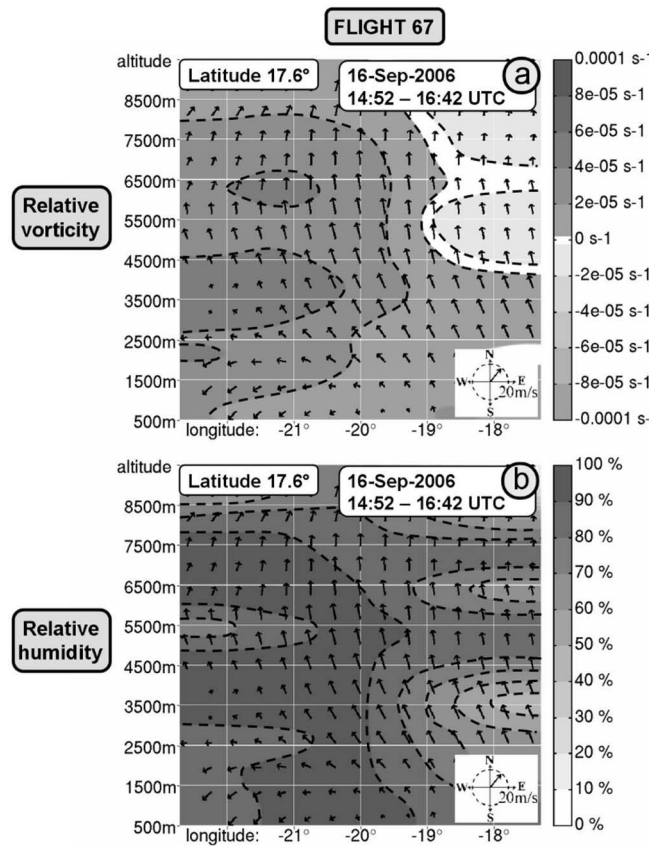 FLIGHT 67
altitude
Latitude 17.6°
16-Sep-2006
14:52 – 16:42 UTC
a
8500m
7500m
6500m
5500m
4500m
3500m
2500m
1500m
500m
longitude:
-21°
-20°
-19°
-18°
N
W
E
S
20m/s
0.0001 s-1
8e-05 s-1
6e-05 s-1
4e-05 s-1
2e-05 s-1
0 s-1
-2e-05 s-1
-4e-05 s-1
-6e-05 s-1
-8e-05 s-1
-0.0001 s-
Relative
vorticity
altitude
Latitude 17.6°
16-Sep-2006
14:52 – 16:42 UTC
b
8500m
7500m
6500m
5500m
4500m
3500m
2500m
1500m
500m
longitude:
-21°
-20°
-19°
-18°
N
W
E
S
20m/s
100 %
90 %
80 %
70 %
60 %
50 %
40 %
30 %
20 %
10 %
0 %
Relative
humidity